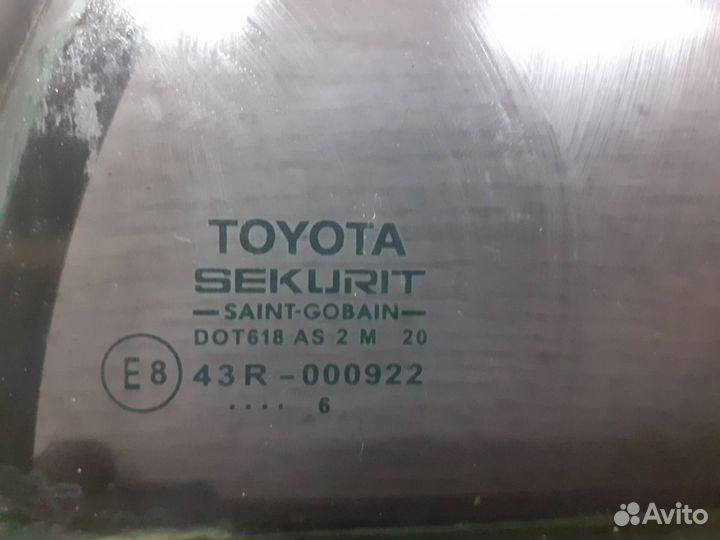 TOYOTA
SEKURIT
SAINT-GOBAIN
DOT618 AS 2 M 20
E8 43R-000922
.... 6
Avito